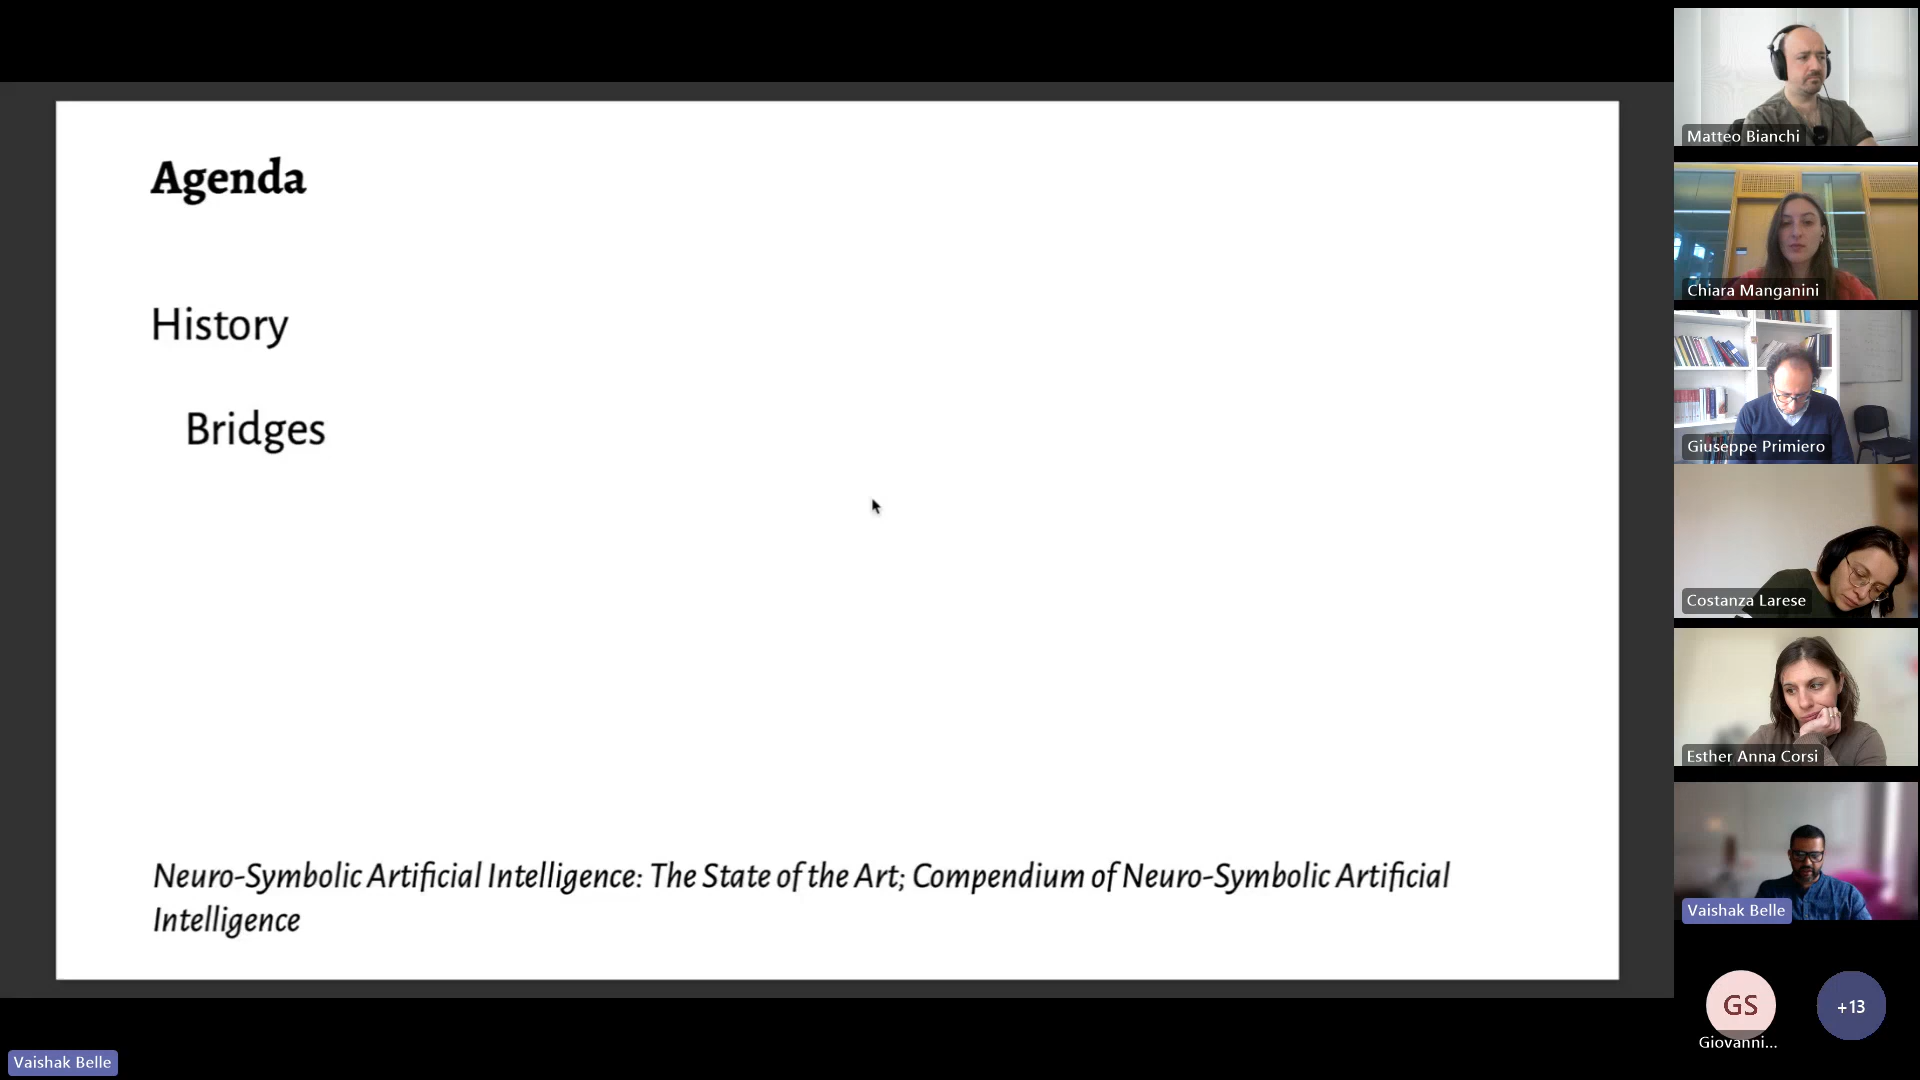 Agenda
History
Bridges
Neuro-Symbolic Artificial Intelligence: The State of the Art; Compendium of Neuro-Symbolic Artificial
Intelligence
Matteo Bianchi
Chiara Manganini
Giuseppe Primiero
Costanza Larese
Esther Anna Corsi
Vaishak Belle
GS
+13
Giovanni...
Vaishak Belle